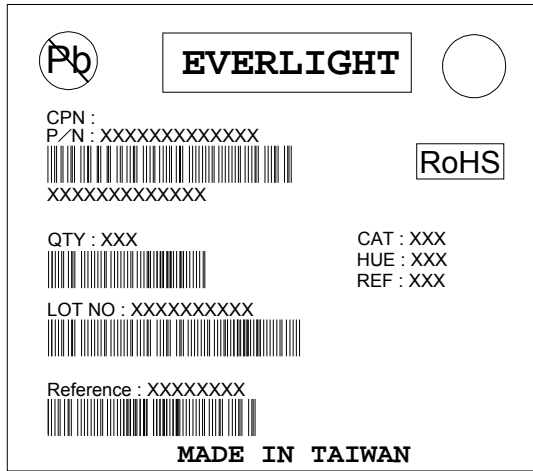 Pb
EVERLIGHT
CPN :
P/N : XXXXXXXXXXXXX
RoHS
XXXXXXXXXXXXX
QTY : XXX
CAT : XXX
HUE : XXX
REF : XXX
LOT NO : XXXXXXXXXX
Reference : XXXXXXXX
MADE IN TAIWAN